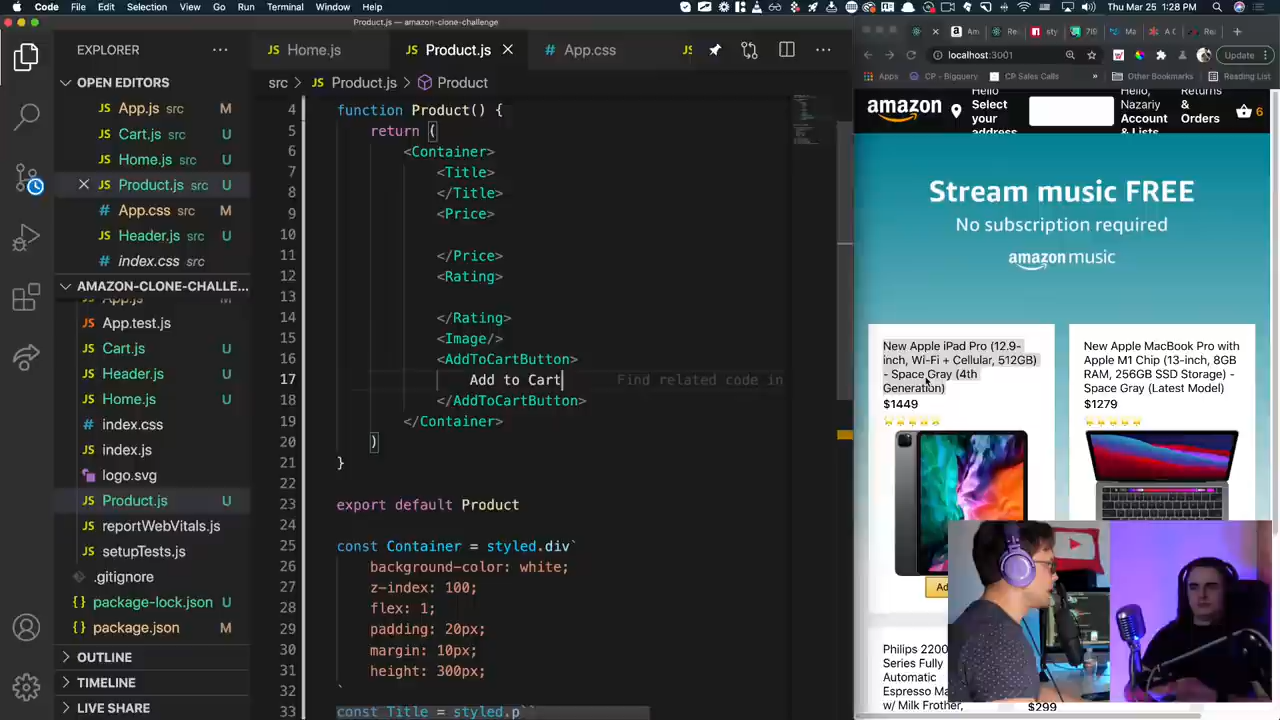 Code File Edit Selection View Go Run Terminal Window Help
Thu Mar 25 1:28 PM
Product.js — amazon-clone-challenge
EXPLORER
OPEN EDITORS
App.js M
Cart.js src U
Home.js src U
Product.js src U
App.css src M
Header.js src U
index.css src
AMAZON-CLONE-CHALLE...
App.js M
App.test.js
Cart.js U
Header.js U
Home.js U
index.css
index.js
logo.svg
Product.js U
reportWebVitals.js U
setupTests.js
.gitignore
package-lock.json U
package.json M
OUTLINE
TIMELINE
LIVE SHARE
Home.js
Product.js
App.css
src > Product.js > Product
4 function Product() {
5 return (
6 <Container>
7 <Title>
8 </Title>
9 <Price>
10
11 </Price>
12 <Rating>
13
14 </Rating>
15 <Image/>
16 <AddToCartButton>
17 Add to Cart Find related code in
18 </AddToCartButton>
19 </Container>
20 )
21 }
22
23 export default Product
24
25 const Container = styled.div`
26 background-color: white;
27 z-index: 100;
28 flex: 1;
29 padding: 20px;
30 margin: 10px;
31 height: 300px;
32 `
33 const Title = styled.p``
localhost:3001
Update
Apps CP - Bigquery CP Sales Calls » Other Bookmarks Reading List
amazon
Hello
Select
your
address
Hello,
Nazariy
Account
& Lists
Returns
&
Orders
6
Stream music FREE
No subscription required
amazon music
New Apple iPad Pro (12.9-
inch, Wi-Fi + Cellular, 512GB)
- Space Gray (4th
Generation)
$1449
New Apple MacBook Pro with
Apple M1 Chip (13-inch, 8GB
RAM, 256GB SSD Storage) -
Space Gray (Latest Model)
$1279
Philips 2200
Series Fully
Automatic
Espresso
w/ Milk Frother,
$299